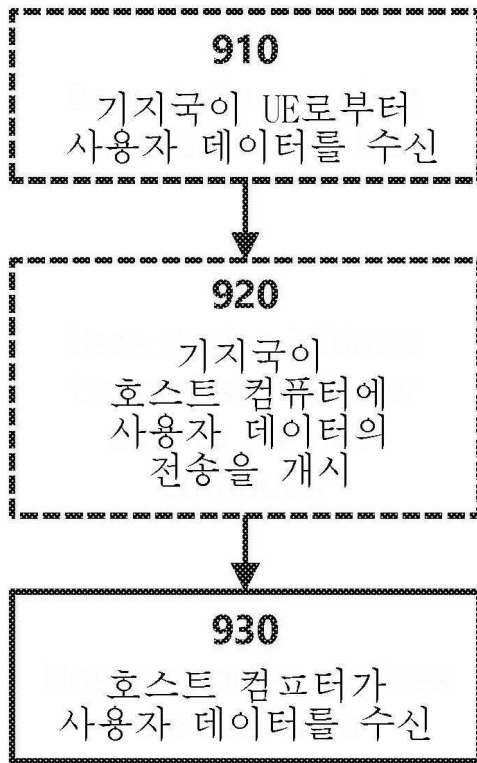 910
기지국이 UE로부터
사용자 데이터를 수신
920
기지국이
호스트 컴퓨터에
사용자 데이터의
전송을 개시
930
호스트 컴표터가
사용자 데이터를 수신